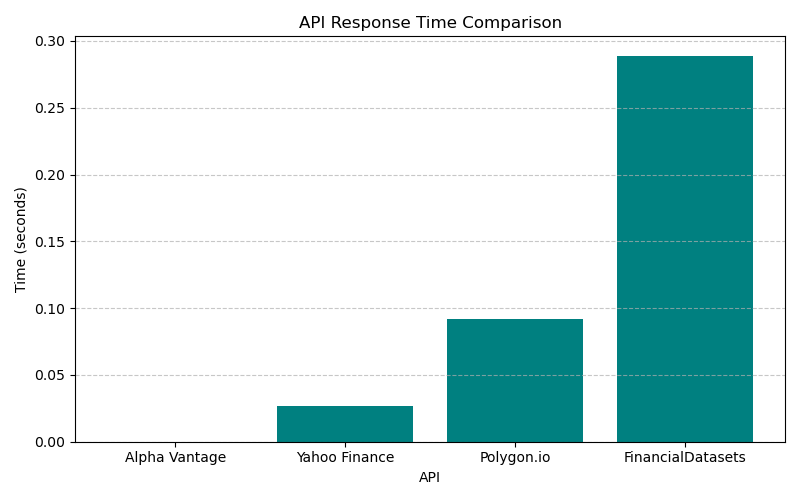 API Response Time Comparison
Time (seconds)
0.30
0.25
0.20
0.15
0.10
0.05
0.00
Alpha Vantage
Yahoo Finance
Polygon.io
FinancialDatasets
API